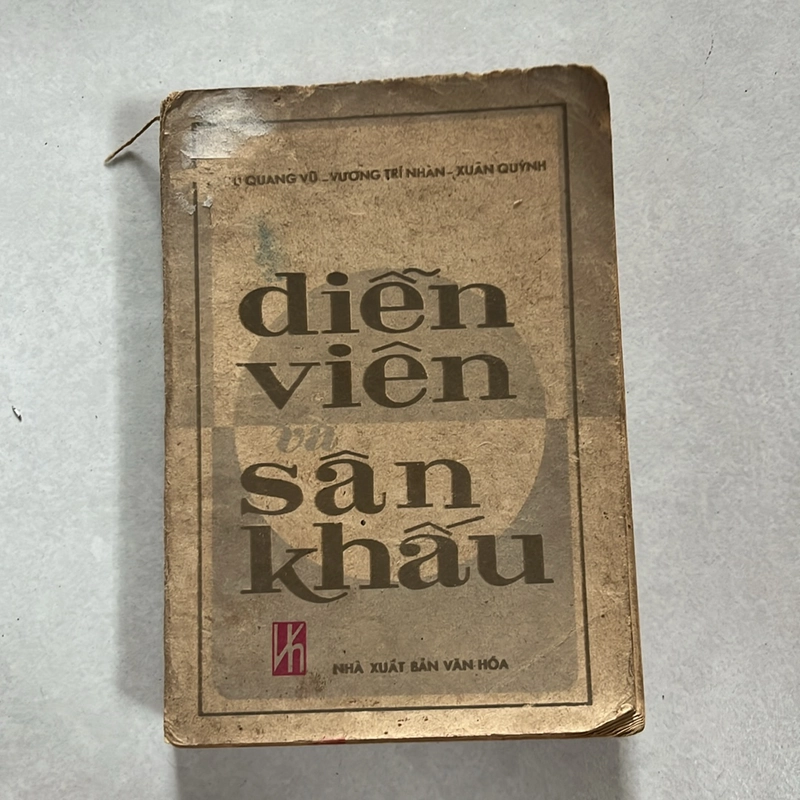 QUANG VŨ - VƯƠNG TRÍ NHÀN - XUÂN QUỲNH
diễn
viên
và
sân
khấu
NHÀ XUẤT BẢN VĂN HÓA